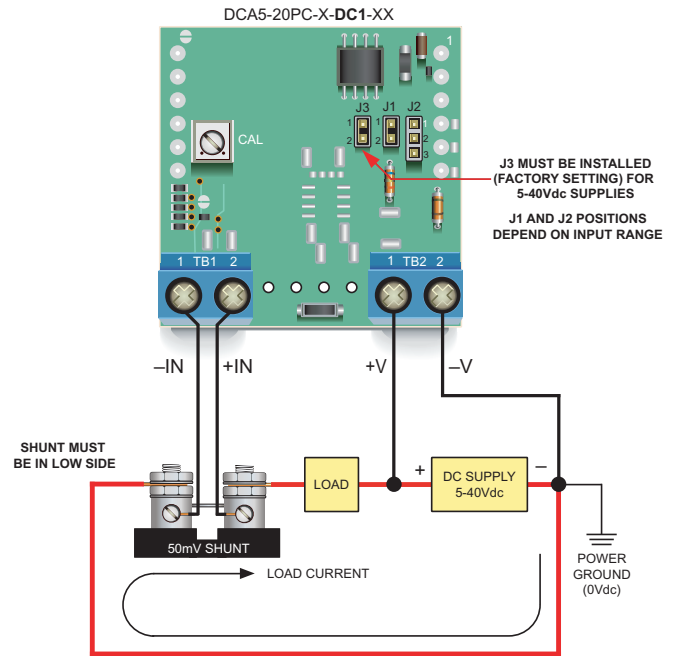 DCA5-20PC-X-DC1-XX
1
J3 J1 J2
1 1 1
2 2 2
3
CAL
J3 MUST BE INSTALLED
(FACTORY SETTING) FOR
5-40Vdc SUPPLIES
J1 AND J2 POSITIONS
DEPEND ON INPUT RANGE
1 TB1 2
1 TB2 2
–IN +IN +V –V
SHUNT MUST
BE IN LOW SIDE
LOAD
+
DC SUPPLY
5-40Vdc
–
50mV SHUNT
LOAD CURRENT
POWER
GROUND
(0Vdc)